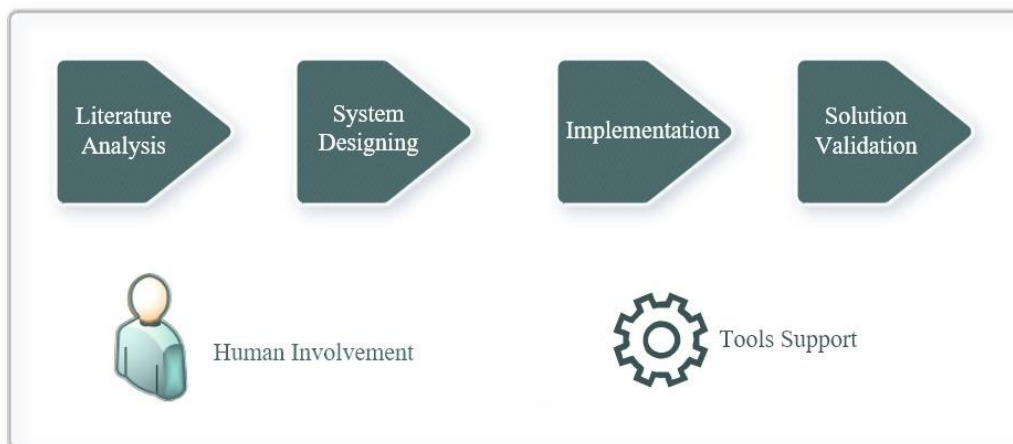 Literature
Analysis
System
Designing
Implementation
Solution
Validation
Human Involvement
Tools Support